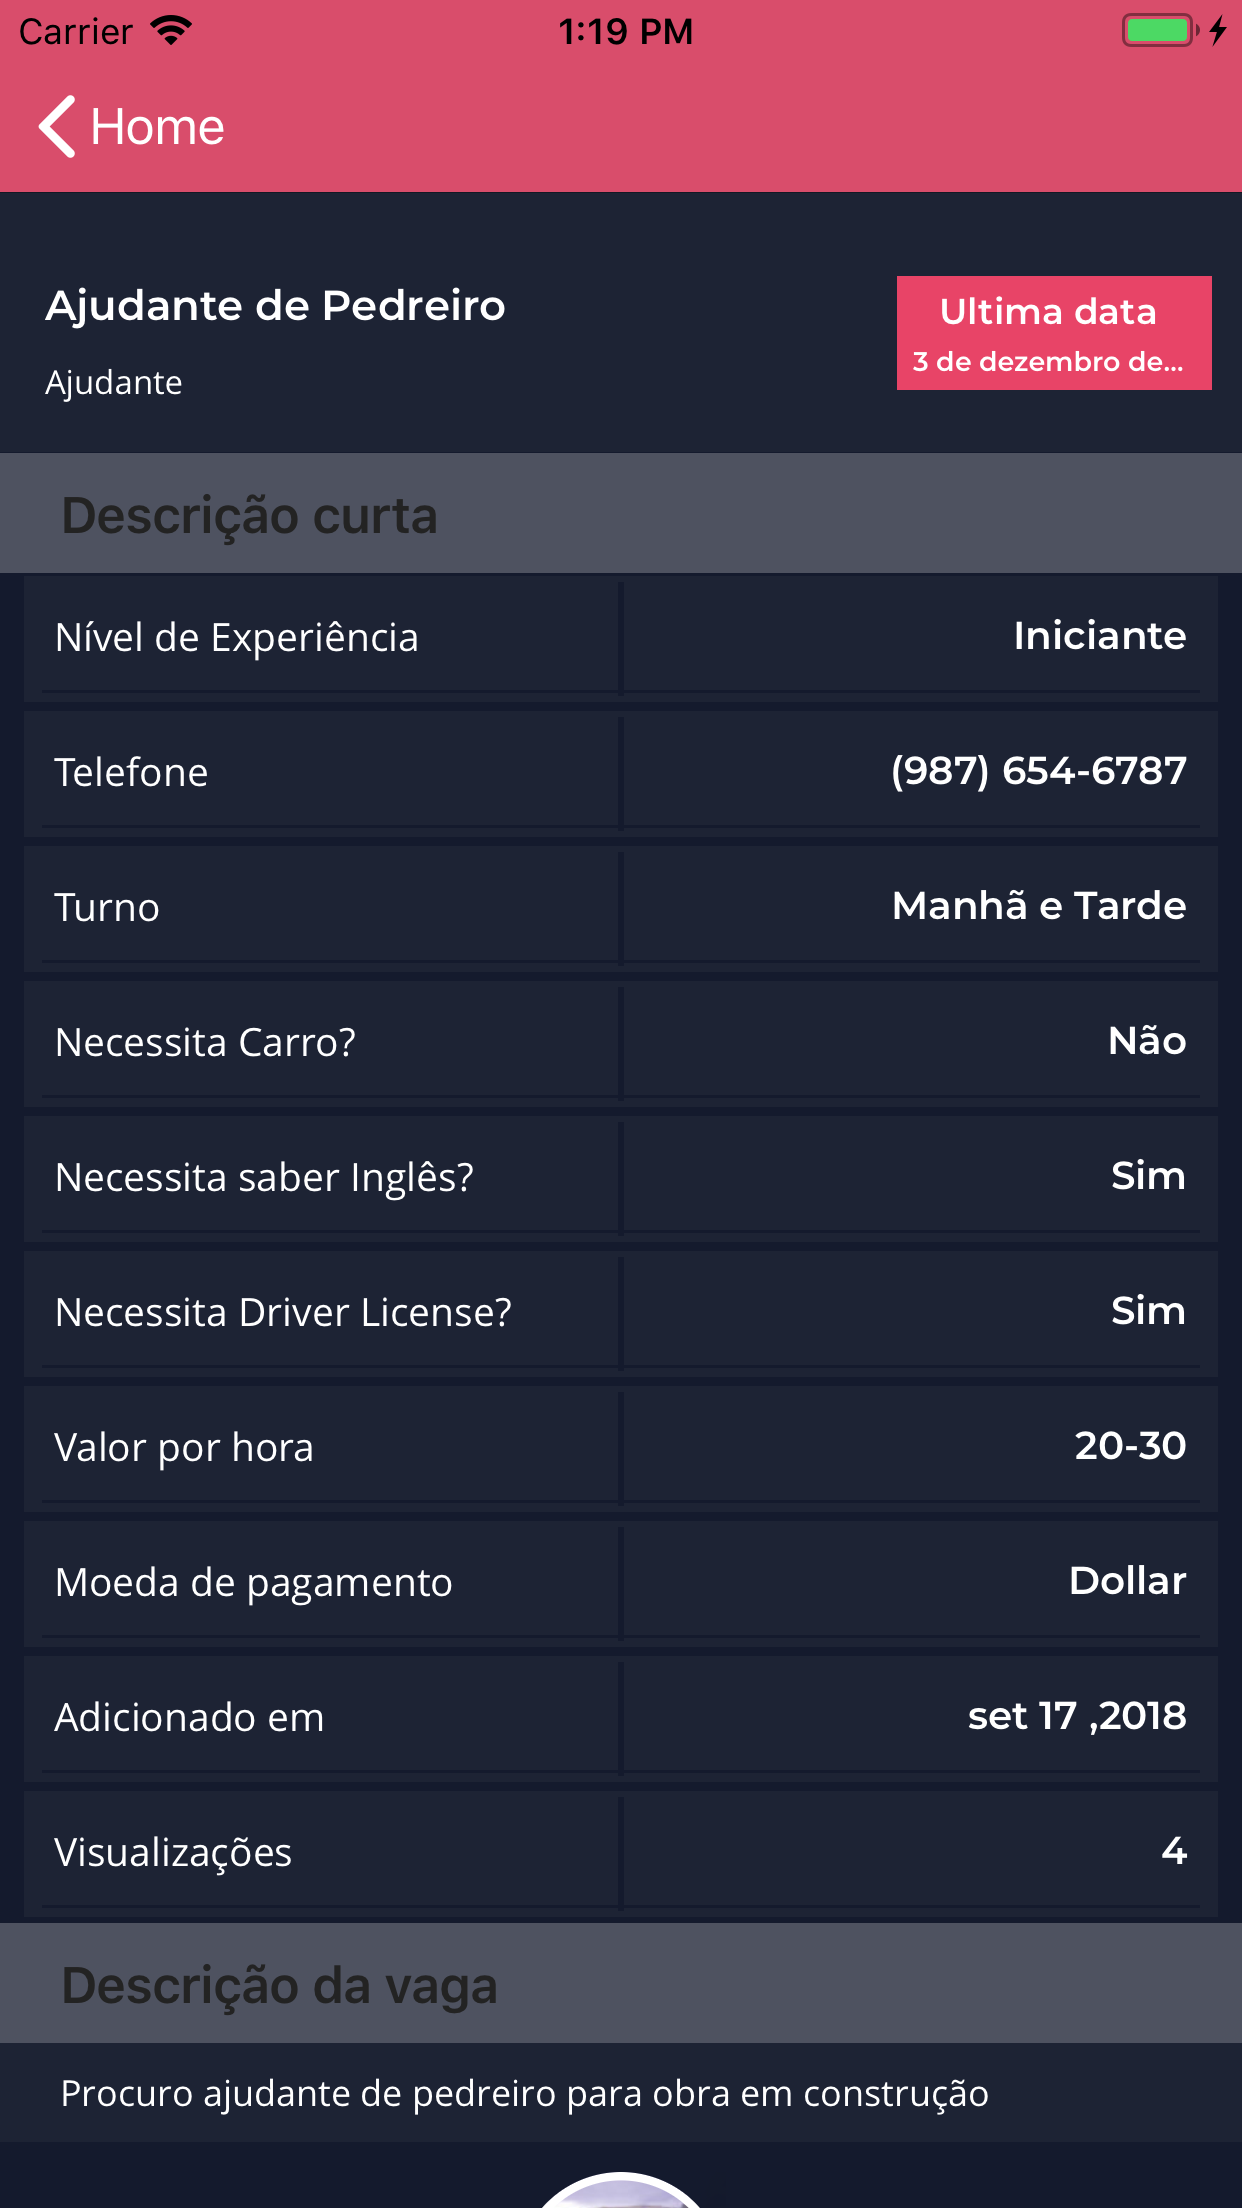 Carrier 1:19 PM
Home
Ajudante de Pedreiro
Ajudante
Ultima data
3 de dezembro de...
Descrição curta
Nível de Experiência Iniciante
Telefone (987) 654-6787
Turno Manhã e Tarde
Necessita Carro? Não
Necessita saber Inglês? Sim
Necessita Driver License? Sim
Valor por hora 20-30
Moeda de pagamento Dollar
Adicionado em set 17 ,2018
Visualizações 4
Descrição da vaga
Procuro ajudante de pedreiro para obra em construção